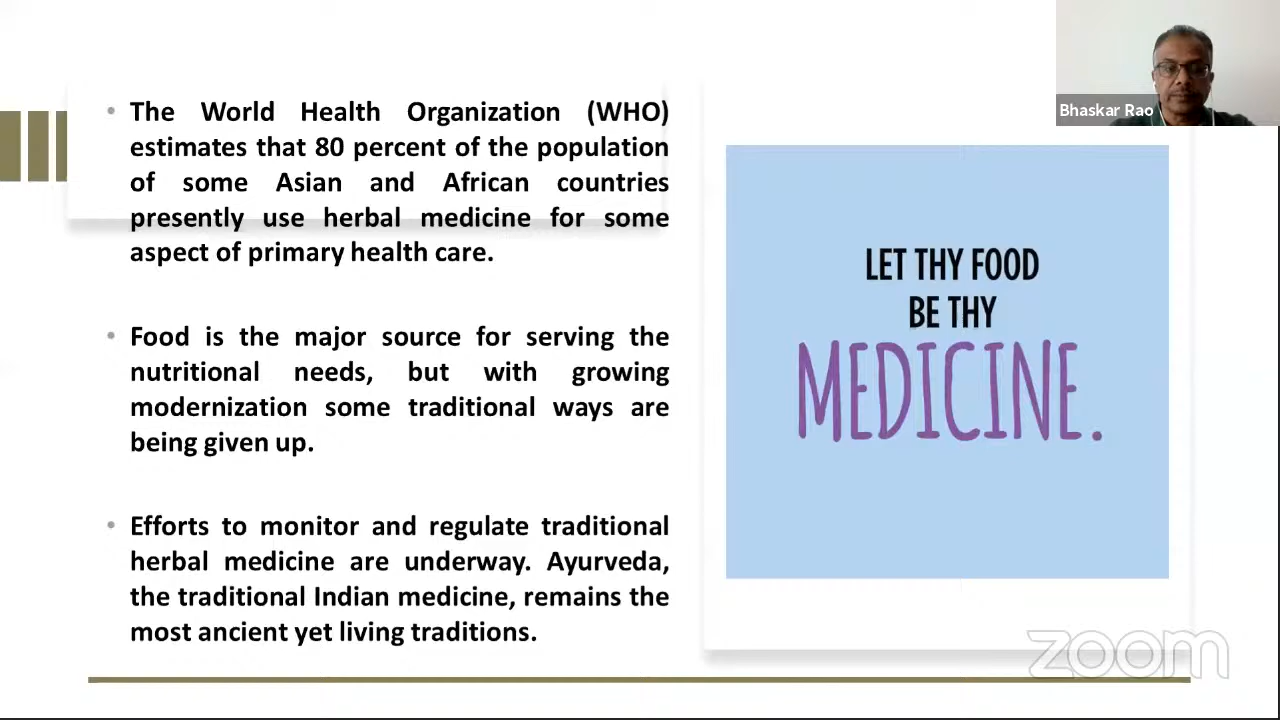 • The World Health Organization (WHO)
estimates that 80 percent of the population
of some Asian and African countries
presently use herbal medicine for some
aspect of primary health care.
• Food is the major source for serving the
nutritional needs, but with growing
modernization some traditional ways are
being given up.
• Efforts to monitor and regulate traditional
herbal medicine are underway. Ayurveda,
the traditional Indian medicine, remains the
most ancient yet living traditions.
Bhaskar Rao
LET THY FOOD
BE THY
MEDICINE.
zoom